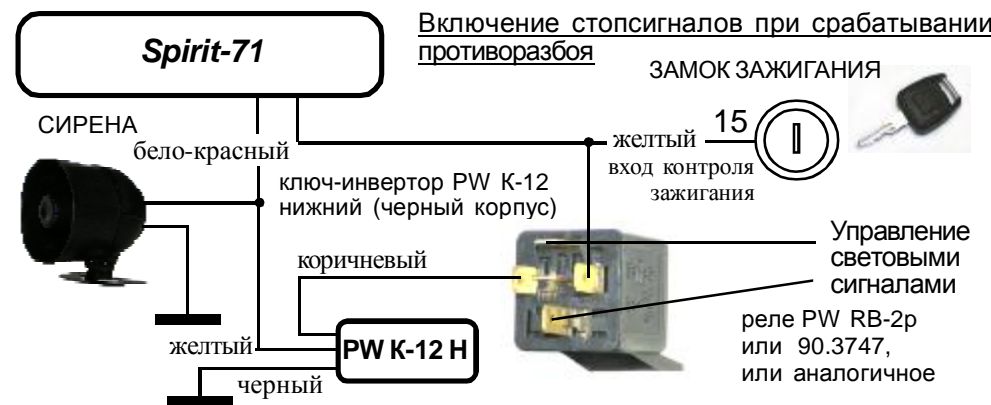 Включение стопсигналов при срабатывании
противоразбоя
Spirit-71
ЗАМОК ЗАЖИГАНИЯ
СИРЕНА
бело-красный
желтый
15
вход контроля
зажигания
ключ-инвертор PW К-12
нижний (черный корпус)
коричневый
Управление
световыми
сигналами
реле PW RB-2р
или 90.3747,
или аналогичное
желтый
PW К-12 Н
черный